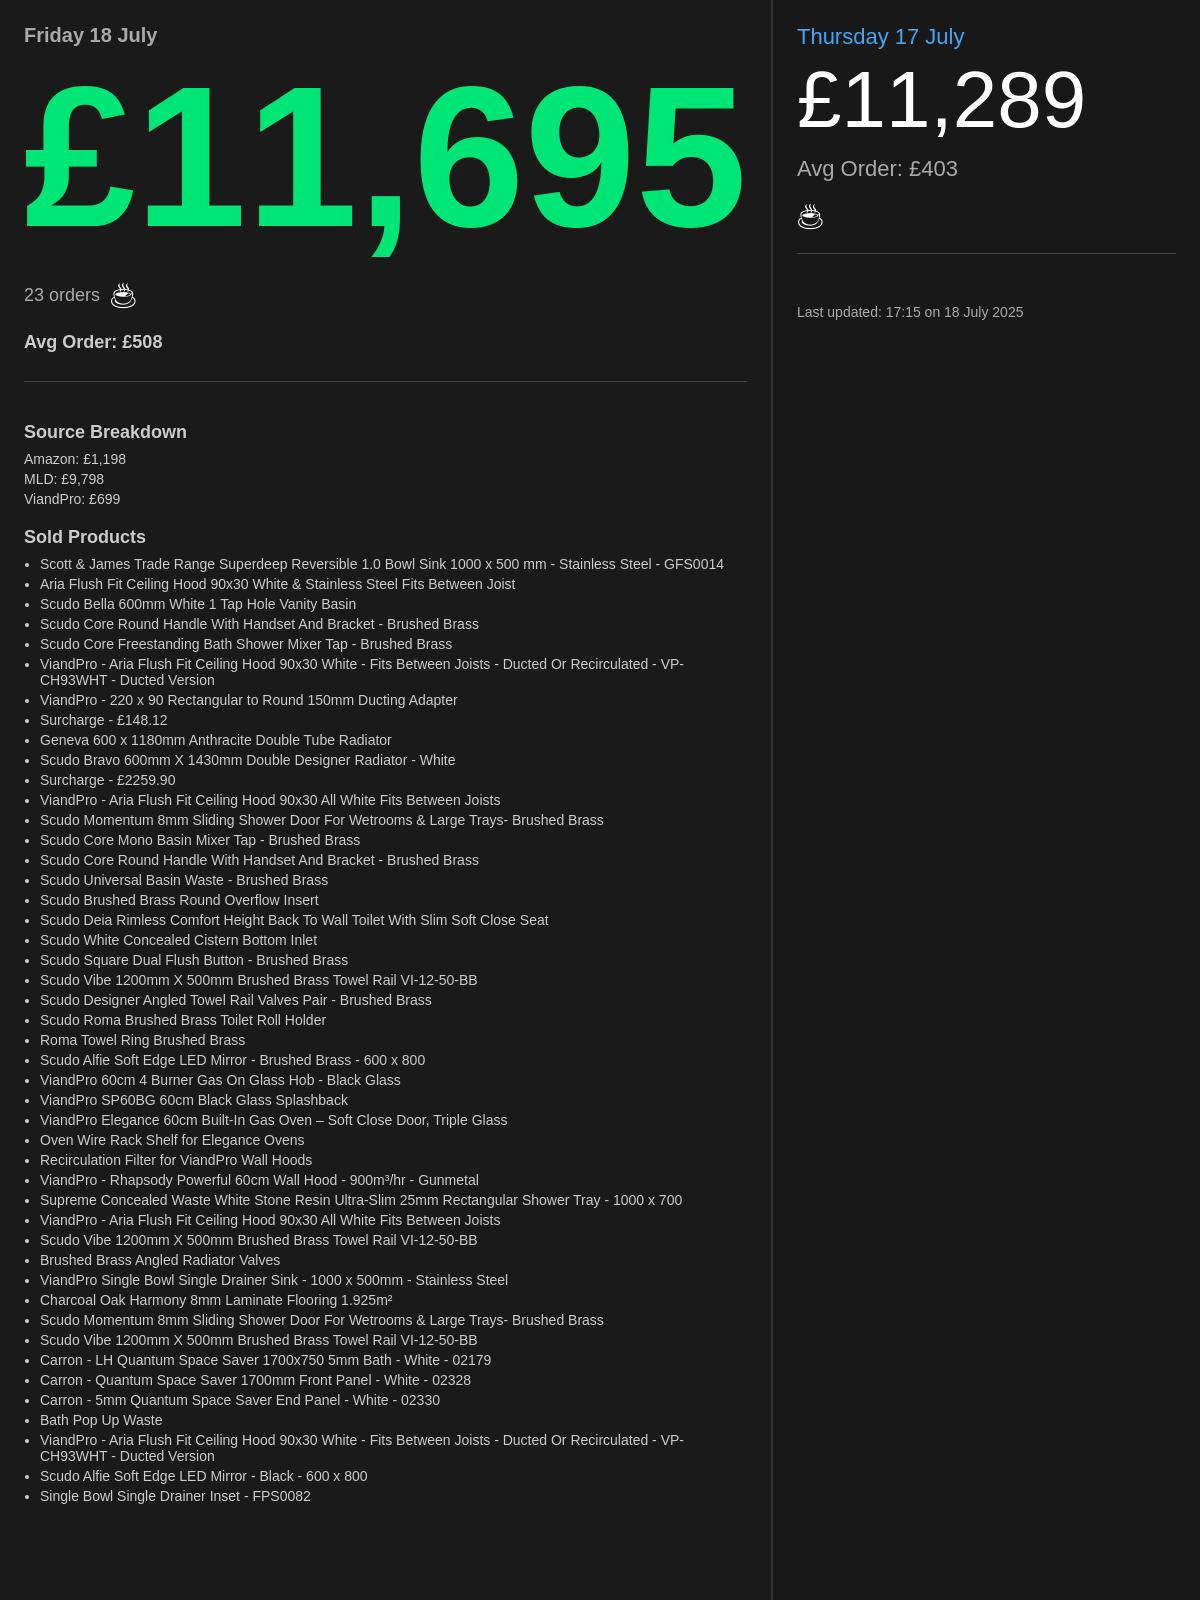 Friday 18 July
£11,695
23 orders ☕
Avg Order: £508
Source Breakdown
Amazon: £1,198
MLD: £9,798
ViandPro: £699
Sold Products
• Scott & James Trade Range Superdeep Reversible 1.0 Bowl Sink 1000 x 500 mm - Stainless Steel - GFS0014
• Aria Flush Fit Ceiling Hood 90x30 White & Stainless Steel Fits Between Joist
• Scudo Bella 600mm White 1 Tap Hole Vanity Basin
• Scudo Core Round Handle With Handset And Bracket - Brushed Brass
• Scudo Core Freestanding Bath Shower Mixer Tap - Brushed Brass
• ViandPro - Aria Flush Fit Ceiling Hood 90x30 White - Fits Between Joists - Ducted Or Recirculated - VP-
CH93WHT - Ducted Version
• ViandPro - 220 x 90 Rectangular to Round 150mm Ducting Adapter
• Surcharge - £148.12
• Geneva 600 x 1180mm Anthracite Double Tube Radiator
• Scudo Bravo 600mm X 1430mm Double Designer Radiator - White
• Surcharge - £2259.90
• ViandPro - Aria Flush Fit Ceiling Hood 90x30 All White Fits Between Joists
• Scudo Momentum 8mm Sliding Shower Door For Wetrooms & Large Trays- Brushed Brass
• Scudo Core Mono Basin Mixer Tap - Brushed Brass
• Scudo Core Round Handle With Handset And Bracket - Brushed Brass
• Scudo Universal Basin Waste - Brushed Brass
• Scudo Brushed Brass Round Overflow Insert
• Scudo Deia Rimless Comfort Height Back To Wall Toilet With Slim Soft Close Seat
• Scudo White Concealed Cistern Bottom Inlet
• Scudo Square Dual Flush Button - Brushed Brass
• Scudo Vibe 1200mm X 500mm Brushed Brass Towel Rail VI-12-50-BB
• Scudo Designer Angled Towel Rail Valves Pair - Brushed Brass
• Scudo Roma Brushed Brass Toilet Roll Holder
• Roma Towel Ring Brushed Brass
• Scudo Alfie Soft Edge LED Mirror - Brushed Brass - 600 x 800
• ViandPro 60cm 4 Burner Gas On Glass Hob - Black Glass
• ViandPro SP60BG 60cm Black Glass Splashback
• ViandPro Elegance 60cm Built-In Gas Oven – Soft Close Door, Triple Glass
• Oven Wire Rack Shelf for Elegance Ovens
• Recirculation Filter for ViandPro Wall Hoods
• ViandPro - Rhapsody Powerful 60cm Wall Hood - 900m³/hr - Gunmetal
• Supreme Concealed Waste White Stone Resin Ultra-Slim 25mm Rectangular Shower Tray - 1000 x 700
• ViandPro - Aria Flush Fit Ceiling Hood 90x30 All White Fits Between Joists
• Scudo Vibe 1200mm X 500mm Brushed Brass Towel Rail VI-12-50-BB
• Brushed Brass Angled Radiator Valves
• ViandPro Single Bowl Single Drainer Sink - 1000 x 500mm - Stainless Steel
• Charcoal Oak Harmony 8mm Laminate Flooring 1.925m²
• Scudo Momentum 8mm Sliding Shower Door For Wetrooms & Large Trays- Brushed Brass
• Scudo Vibe 1200mm X 500mm Brushed Brass Towel Rail VI-12-50-BB
• Carron - LH Quantum Space Saver 1700x750 5mm Bath - White - 02179
• Carron - Quantum Space Saver 1700mm Front Panel - White - 02328
• Carron - 5mm Quantum Space Saver End Panel - White - 02330
• Bath Pop Up Waste
• ViandPro - Aria Flush Fit Ceiling Hood 90x30 White - Fits Between Joists - Ducted Or Recirculated - VP-
CH93WHT - Ducted Version
• Scudo Alfie Soft Edge LED Mirror - Black - 600 x 800
• Single Bowl Single Drainer Inset - FPS0082
Thursday 17 July
£11,289
Avg Order: £403
☕
Last updated: 17:15 on 18 July 2025